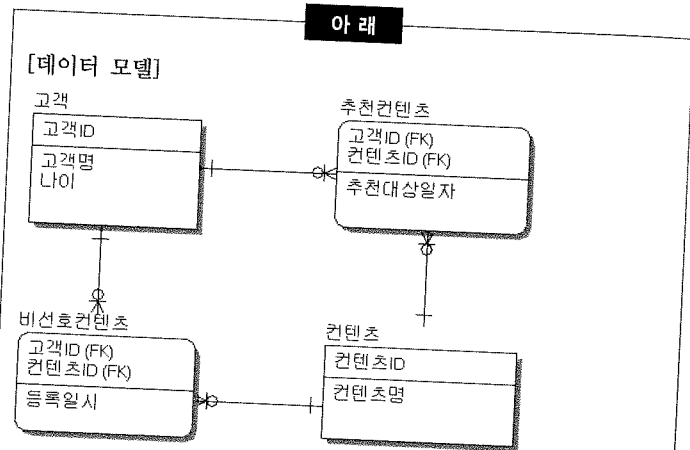 아래
[데이터 모델]
고객
고객ID
고객명
나이
추천컨텐츠
고객ID (FK)
컨텐츠ID (FK)
추천대상일자
비선호컨텐츠
고객ID (FK)
컨텐츠ID (FK)
등록일시
컨텐츠
컨텐츠ID
컨텐츠명